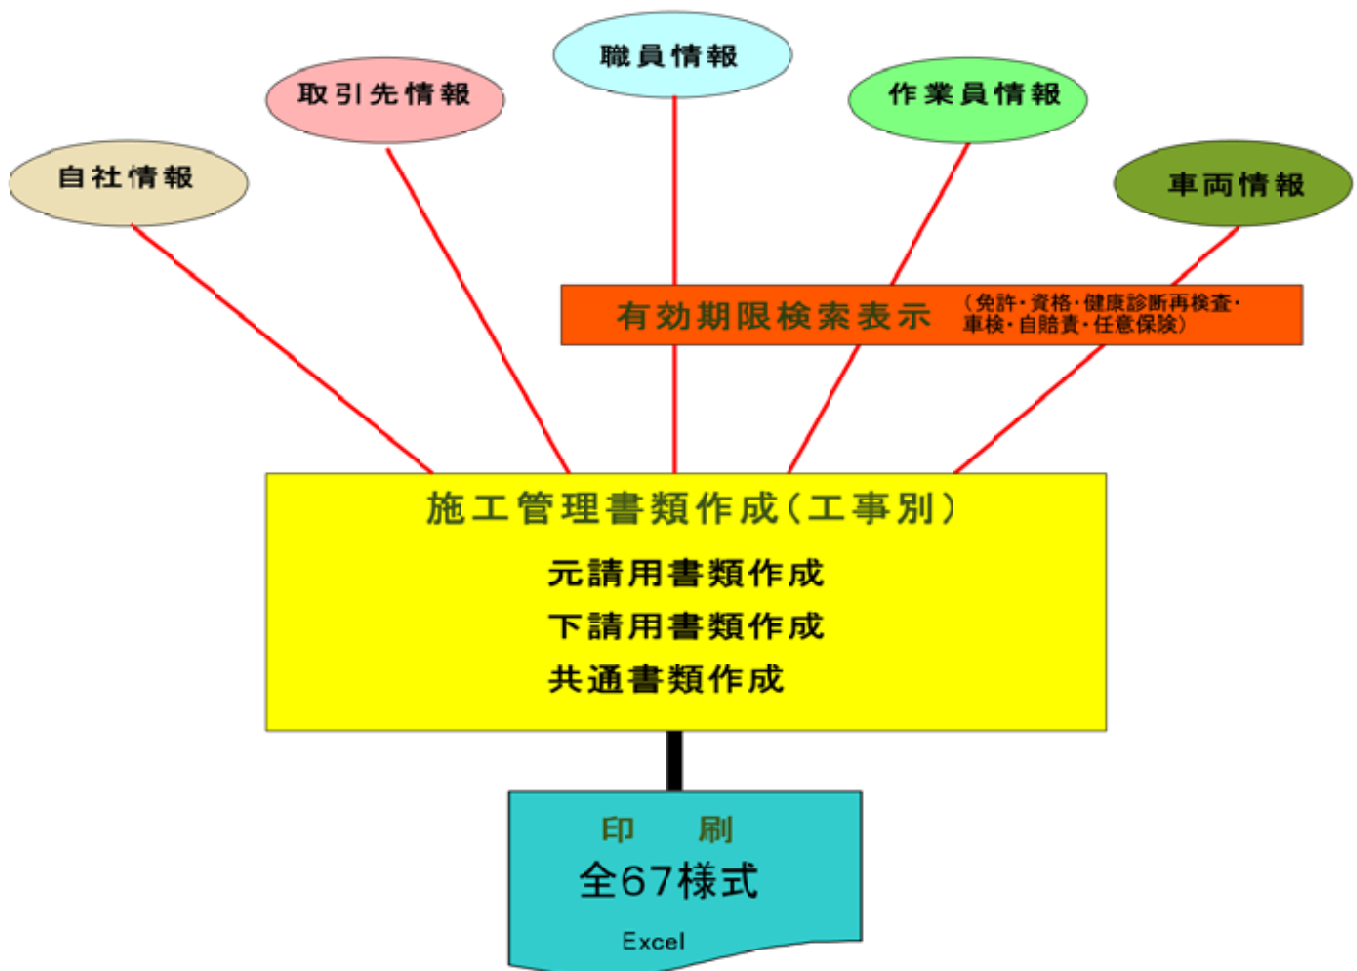 職員情報
取引先情報
作業員情報
自社情報
車両情報
有効期限検索表示
（免許・資格・健康診断再検査・
車検・自賠責・任意保険）
施工管理書類作成（工事別）
元請用書類作成
下請用書類作成
共通書類作成
印　刷
全67様式
Excel